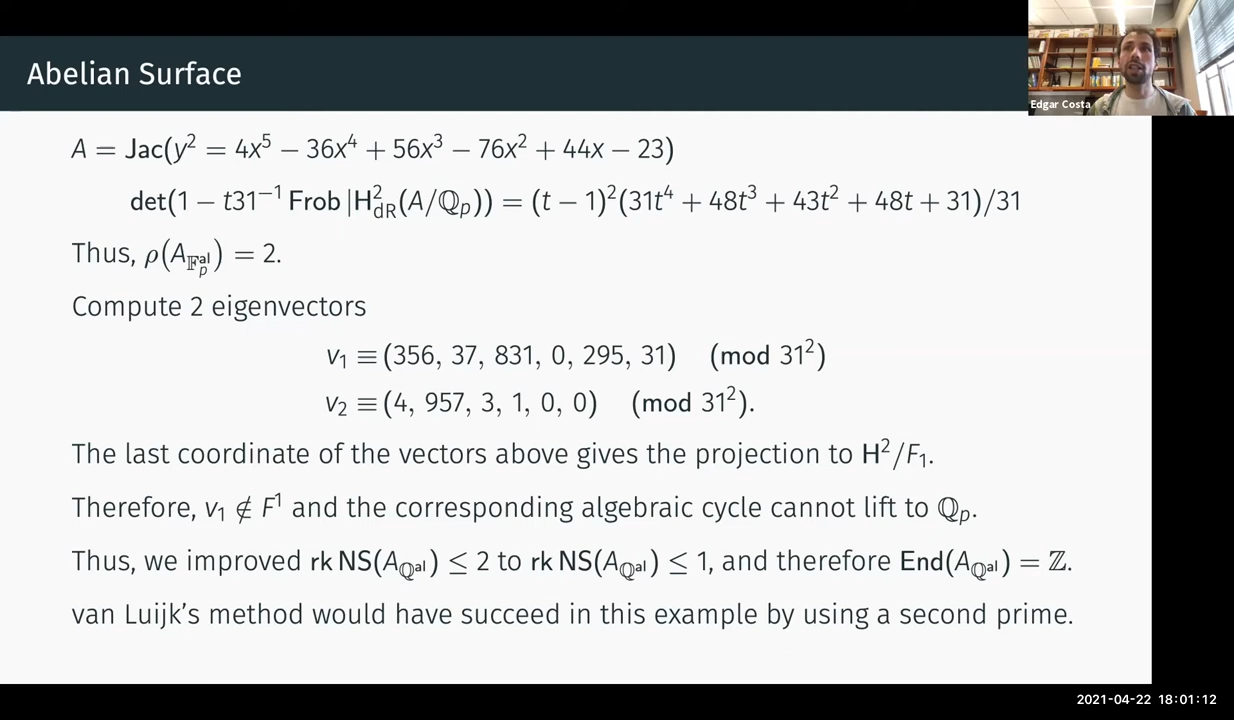 Abelian Surface
Edgar Costa
A = Jac(y² = 4x⁵ − 36x⁴ + 56x³ − 76x² + 44x − 23)
det(1 − t31⁻¹ Frob |H²_dR(A/ℚ_p)) = (t − 1)²(31t⁴ + 48t³ + 43t² + 48t + 31)/31
Thus, ρ(A_{𝔽_p^al}) = 2.
Compute 2 eigenvectors
v₁ ≡ (356, 37, 831, 0, 295, 31) (mod 31²)
v₂ ≡ (4, 957, 3, 1, 0, 0) (mod 31²).
The last coordinate of the vectors above gives the projection to H²/F₁.
Therefore, v₁ ∉ F¹ and the corresponding algebraic cycle cannot lift to ℚ_p.
Thus, we improved rk NS(A_{ℚ^al}) ≤ 2 to rk NS(A_{ℚ^al}) ≤ 1, and therefore End(A_{ℚ^al}) = ℤ.
van Luijk's method would have succeed in this example by using a second prime.
2021-04-22 18:01:12